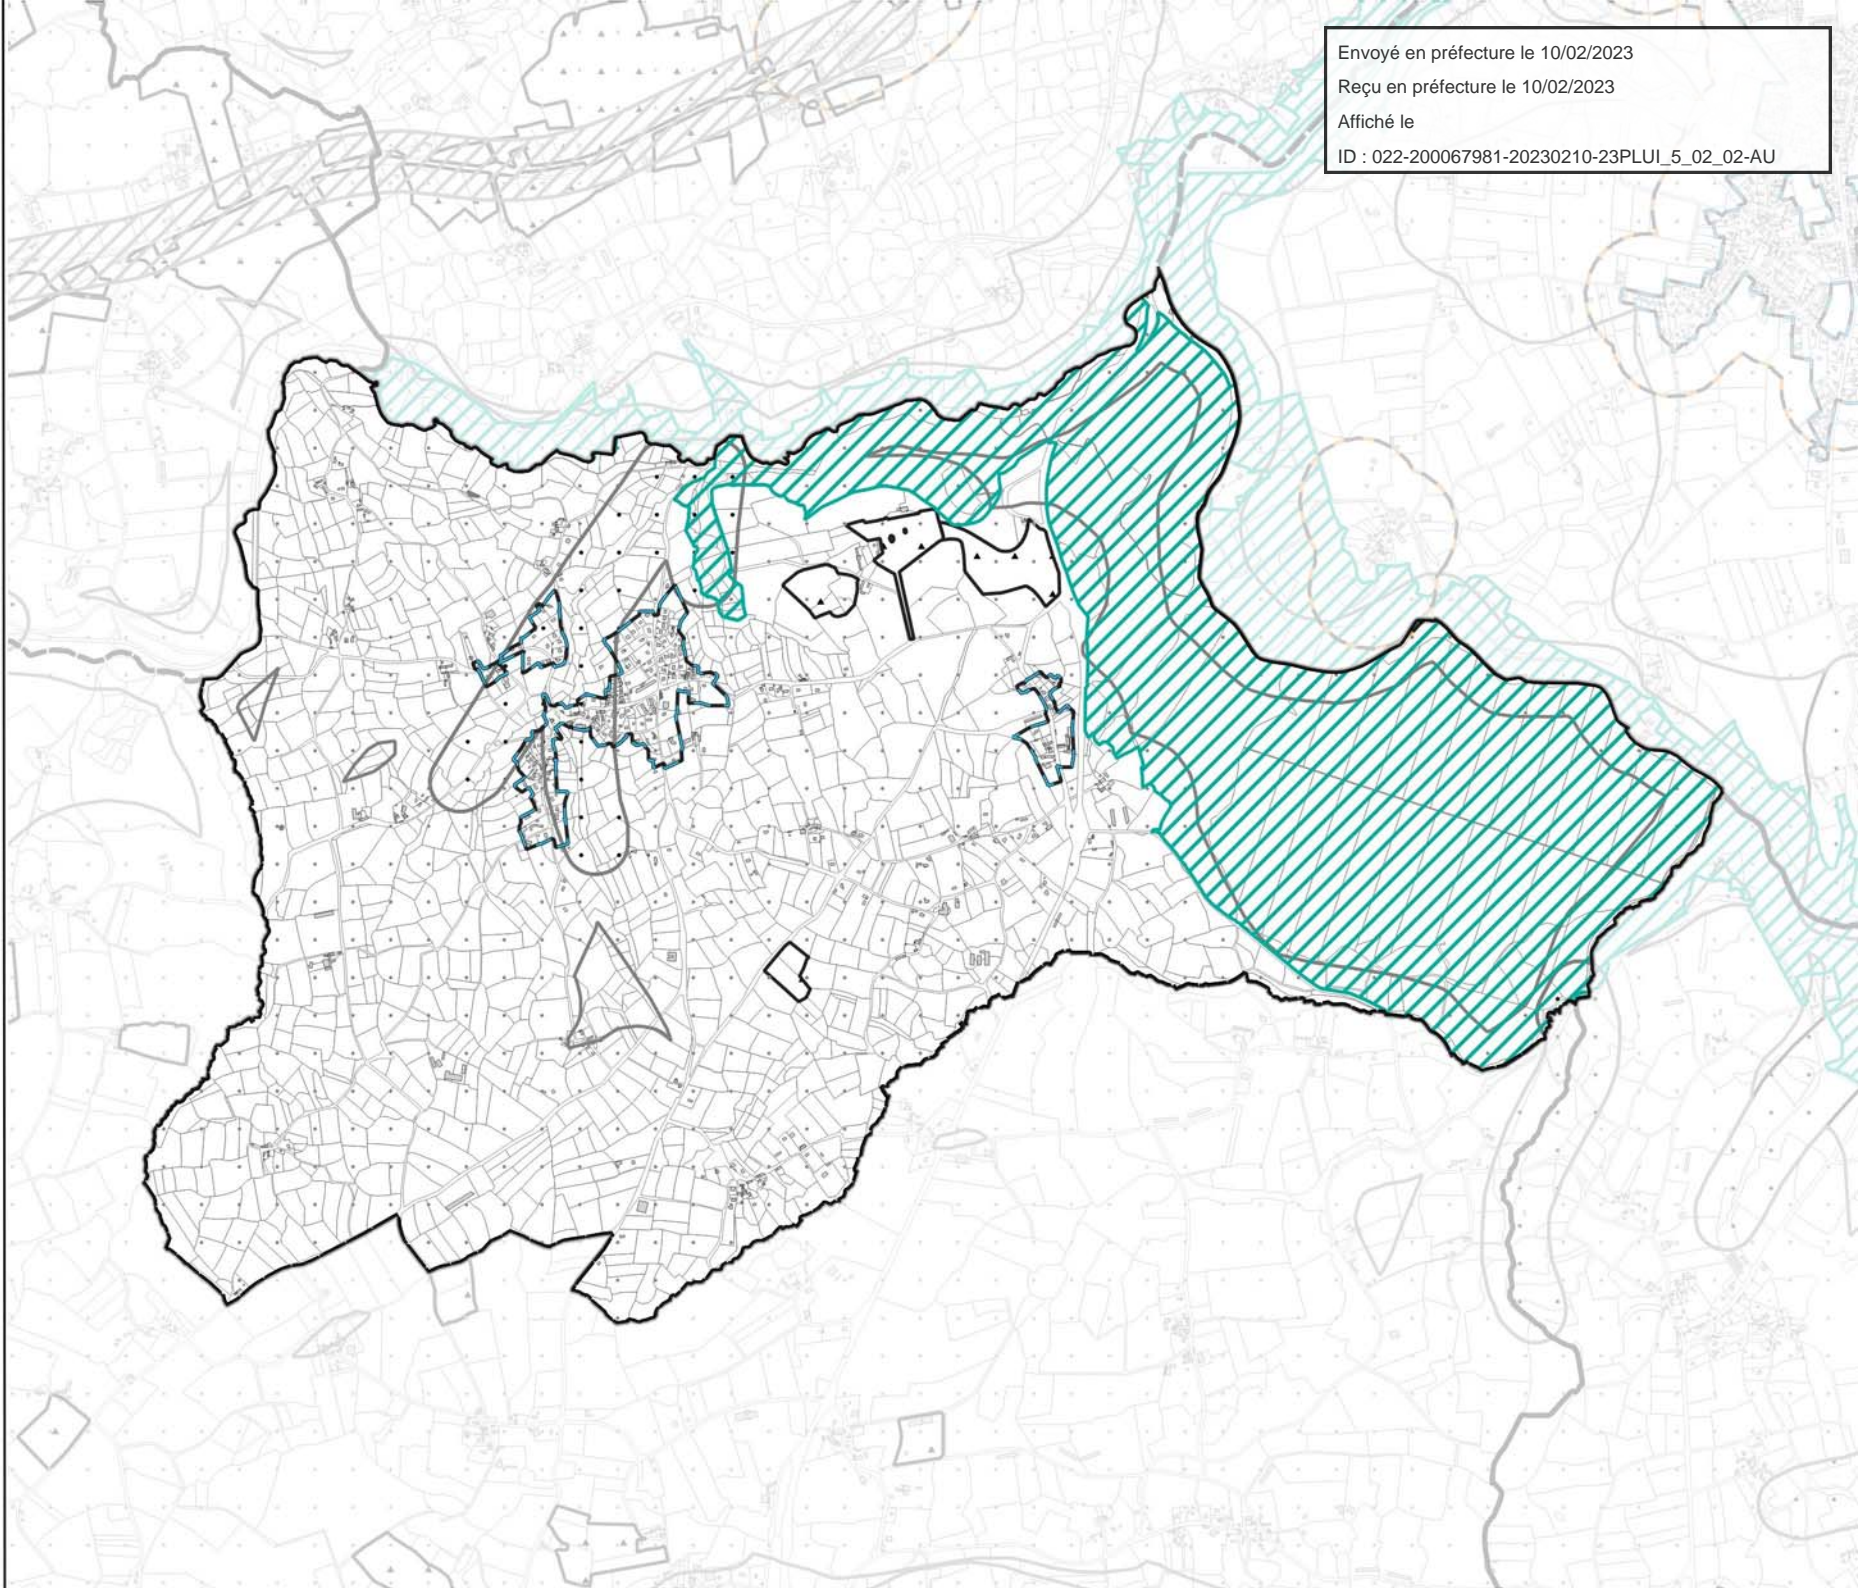 Envoyé en préfecture le 10/02/2023
Reçu en préfecture le 10/02/2023
Affiché le
ID : 022-200067981-20230210-23PLUI_5_02_02-AU